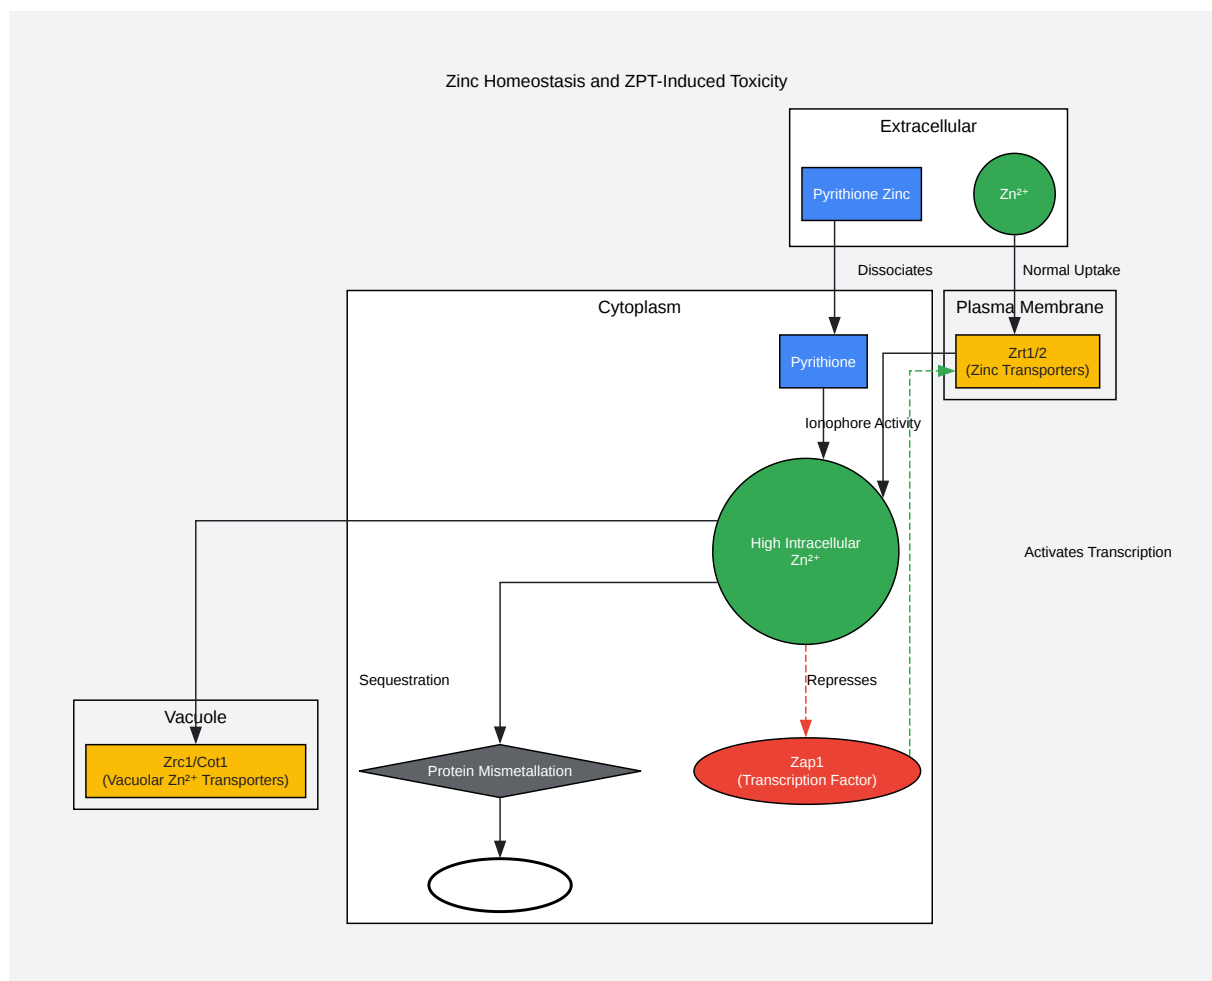 Zinc Homeostasis and ZPT-Induced Toxicity
Extracellular
Pyrithione Zinc
Zn²⁺
Dissociates
Normal Uptake
Cytoplasm
Plasma Membrane
Pyrithione
Zrt1/2
(Zinc Transporters)
Ionophore Activity
High Intracellular
Zn²⁺
Activates Transcription
Sequestration
Represses
Vacuole
Zrc1/Cot1
(Vacuolar Zn²⁺ Transporters)
Protein Mismetallation
Zap1
(Transcription Factor)